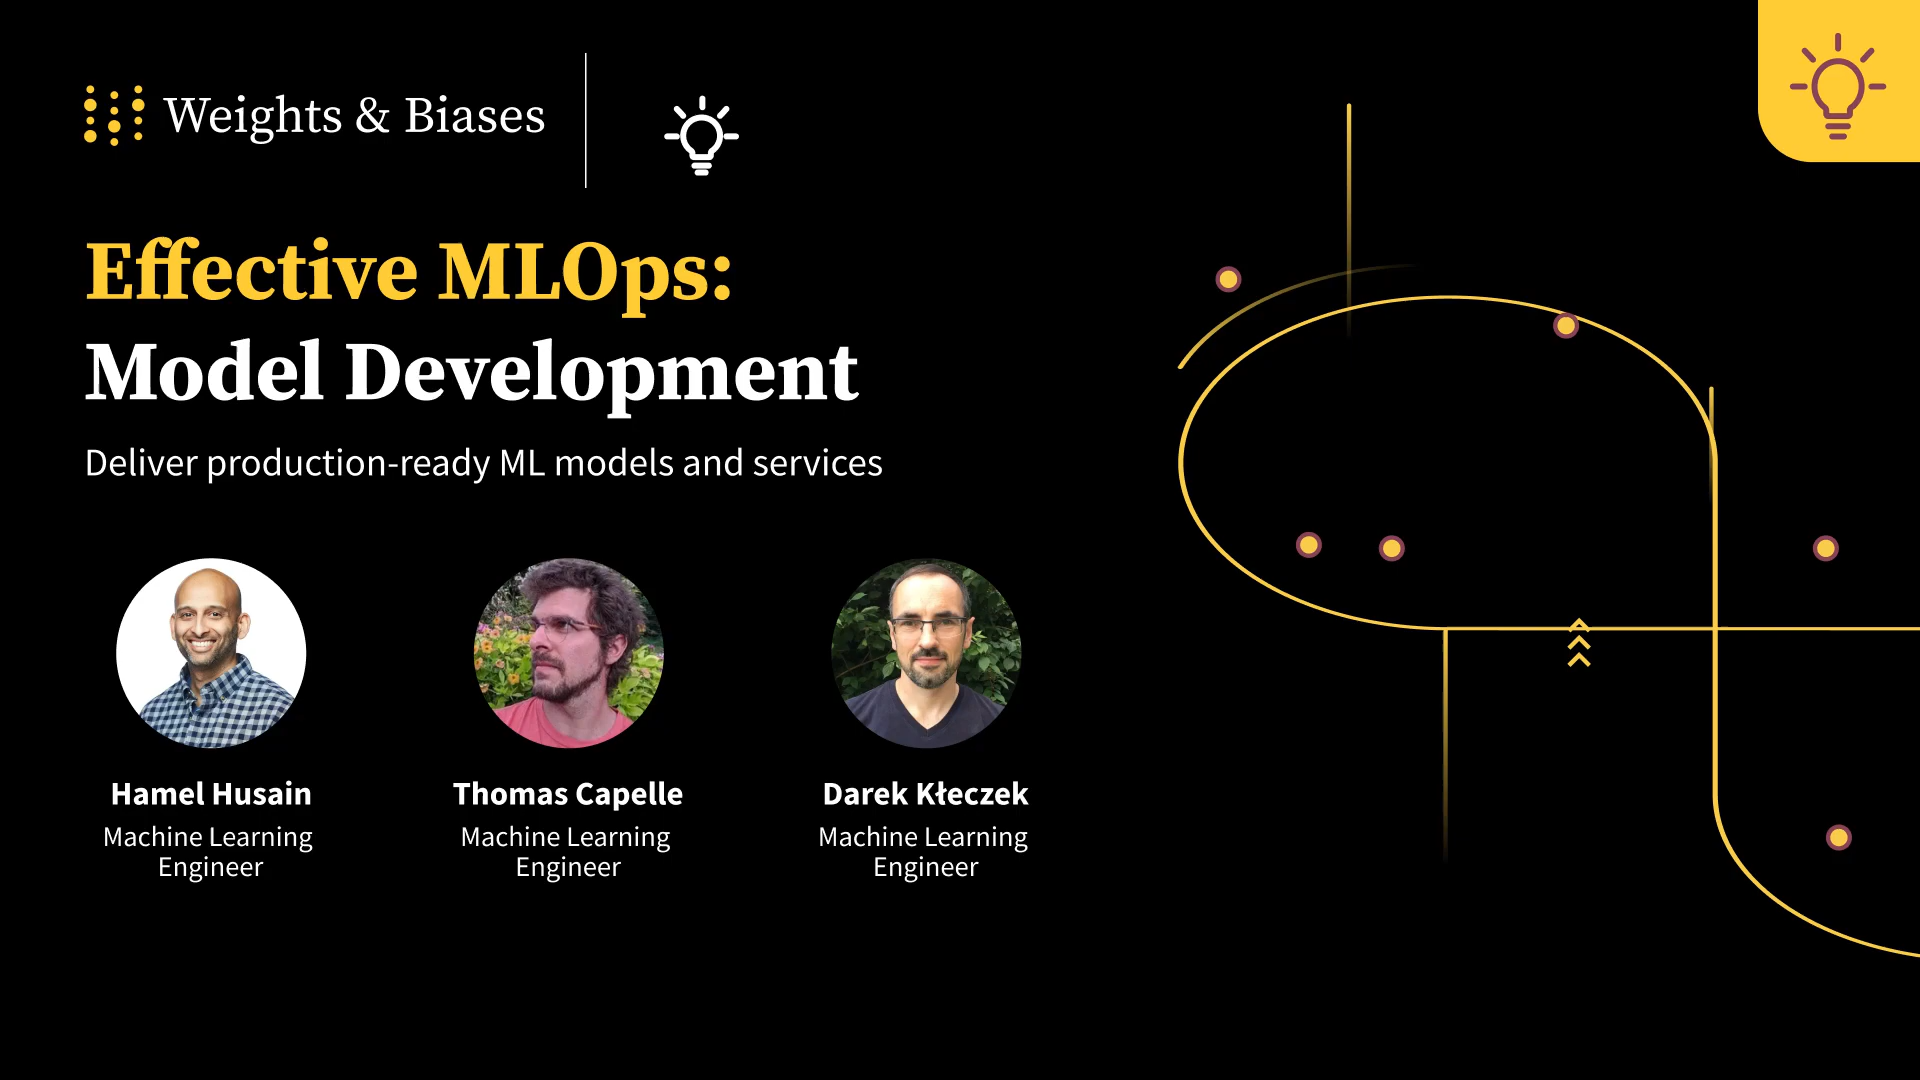 Weights & Biases
Effective MLOps:
Model Development
Deliver production-ready ML models and services
Hamel Husain
Machine Learning
Engineer
Thomas Capelle
Machine Learning
Engineer
Darek Kłeczek
Machine Learning
Engineer